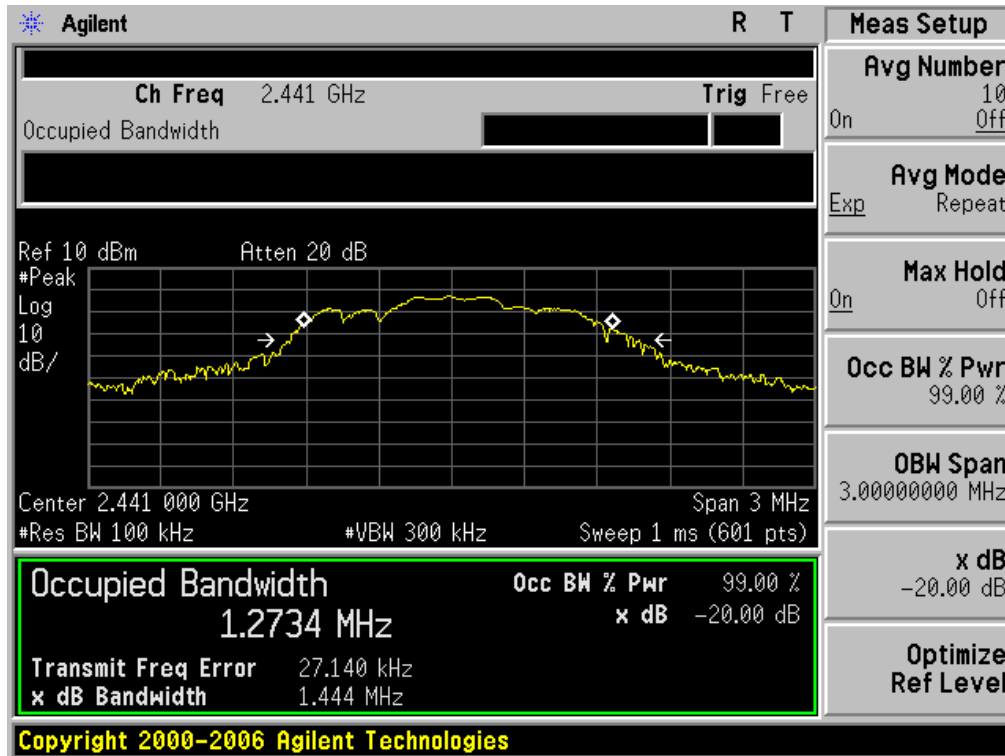 Agilent R T
Ch Freq 2.441 GHz Trig Free
Occupied Bandwidth
Ref 10 dBm Atten 20 dB
#Peak
Log
10
dB/
Center 2.441 000 GHz Span 3 MHz
#Res BW 100 kHz #VBW 300 kHz Sweep 1 ms (601 pts)
Occupied Bandwidth
1.2734 MHz
Occ BW % Pwr 99.00 %
x dB -20.00 dB
Transmit Freq Error 27.140 kHz
x dB Bandwidth 1.444 MHz
Copyright 2000-2006 Agilent Technologies
Meas Setup
Avg Number
10
On Off
Avg Mode
Exp Repeat
Max Hold
On Off
Occ BW % Pwr
99.00 %
OBW Span
3.00000000 MHz
x dB
-20.00 dB
Optimize
Ref Level